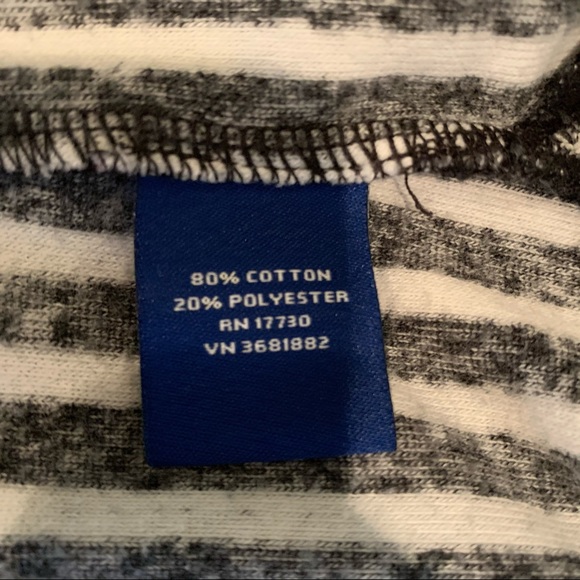 80% COTTON
20% POLYESTER
RN 17730
VN 3681882